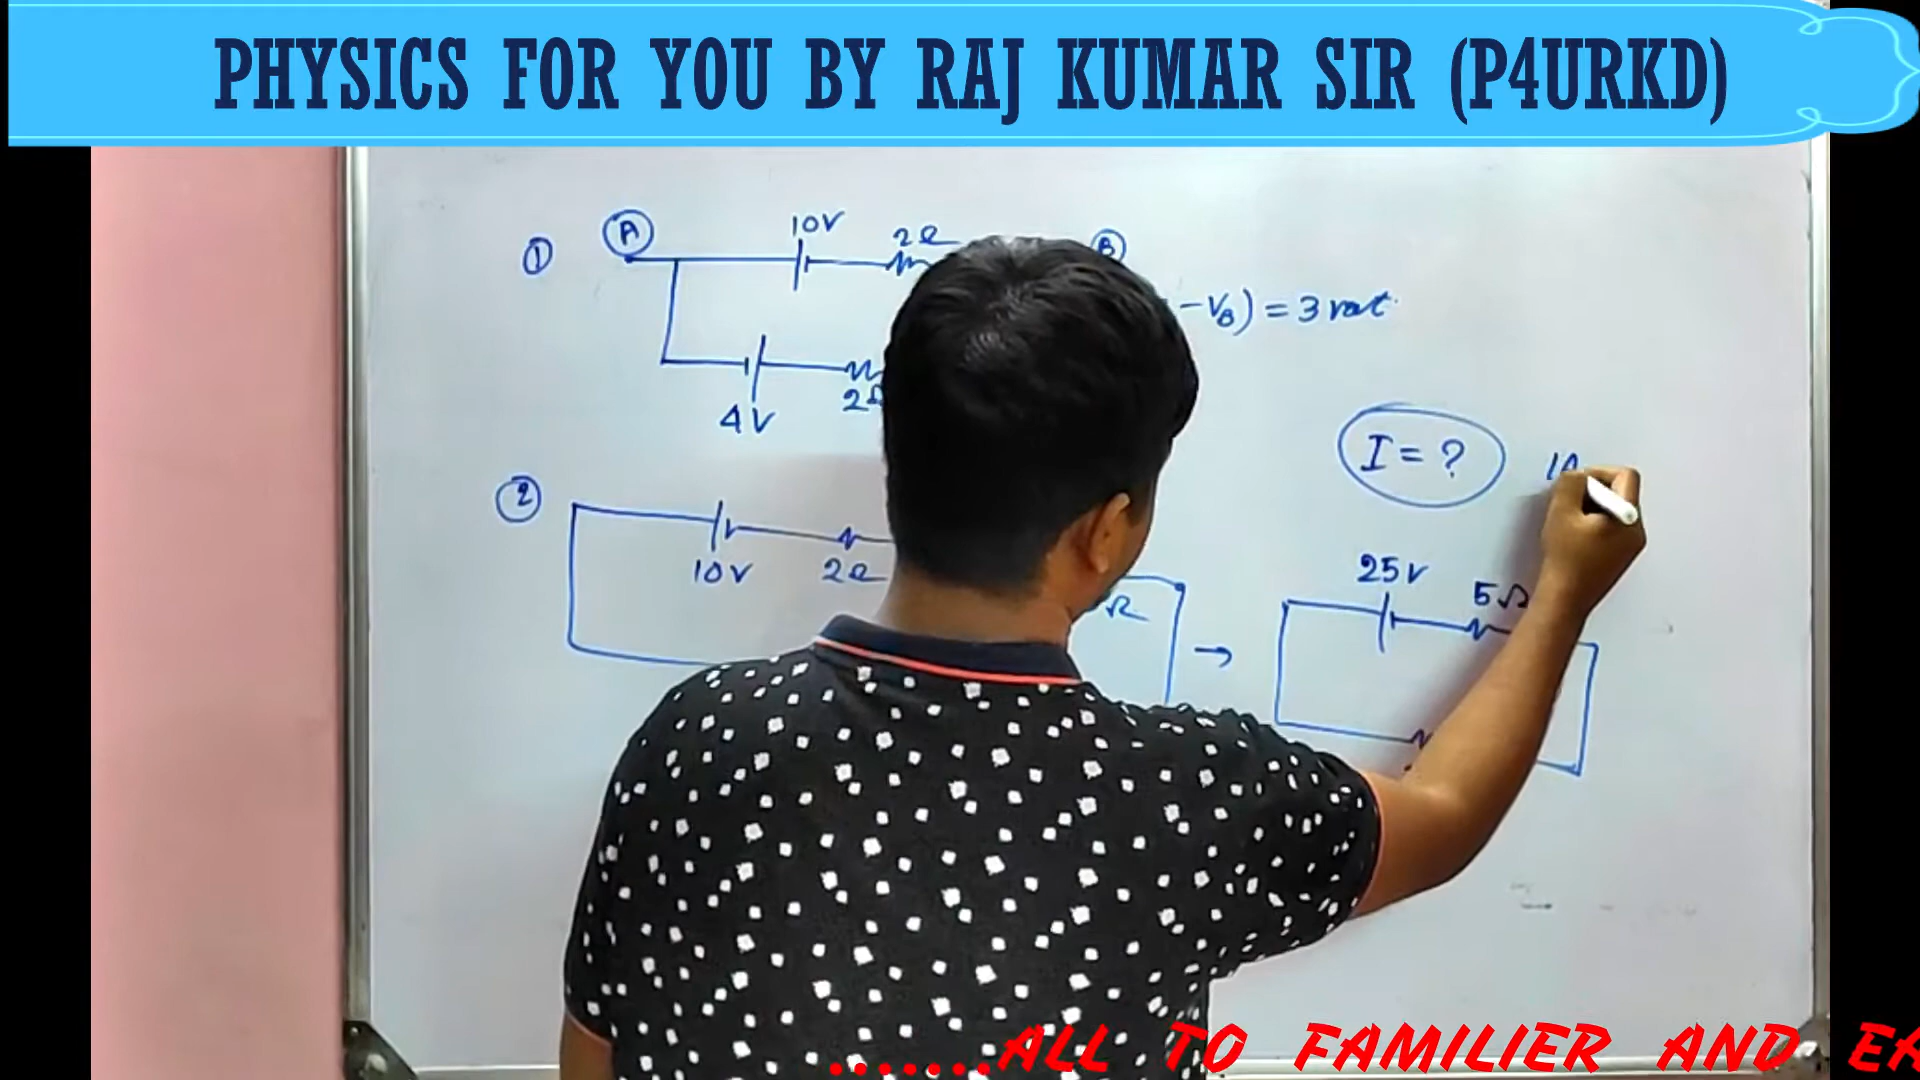 PHYSICS FOR YOU BY RAJ KUMAR SIR (P4URKD)
① Ⓐ 10V 2Ω Ⓑ
-V_B) = 3 volt
4V 2Ω
I = ?
②
10V 2Ω
25V 5Ω
Ω →
.......ALL TO FAMILIER AND EA